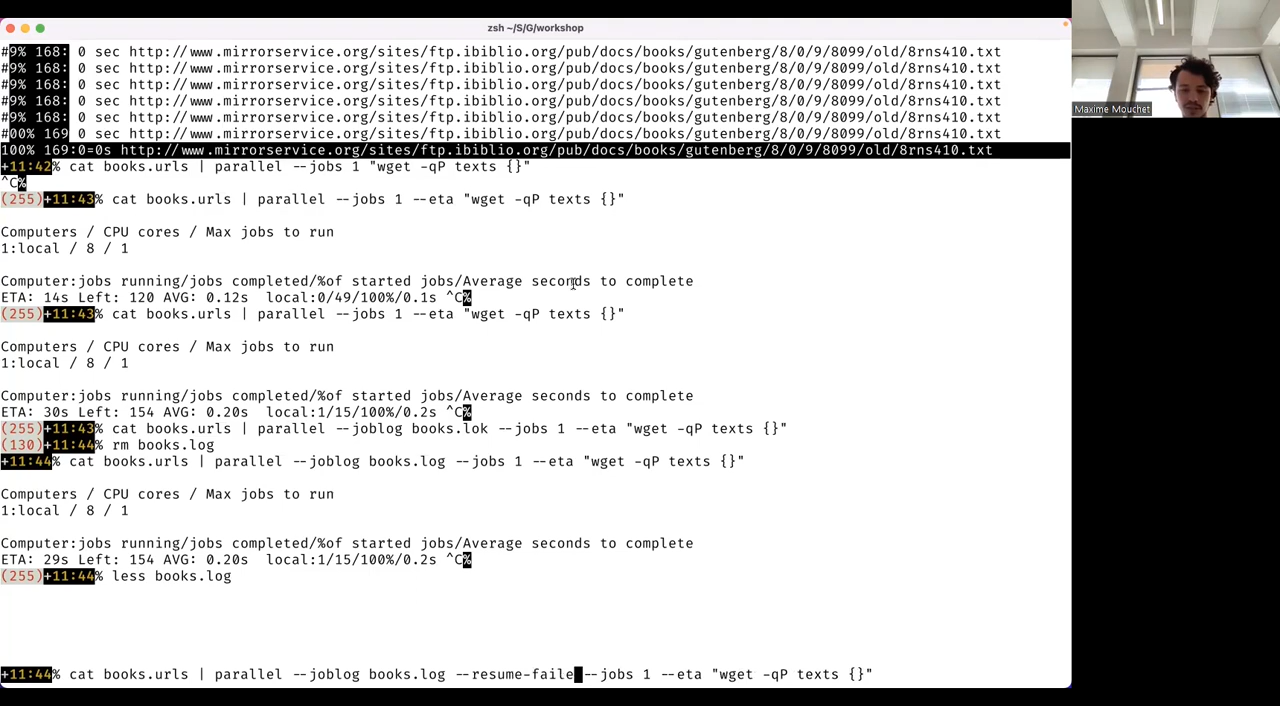 zsh ~/S/G/workshop
#9% 168: 0 sec http://www.mirrorservice.org/sites/ftp.ibiblio.org/pub/docs/books/gutenberg/8/0/9/8099/old/8rns410.txt
#9% 168: 0 sec http://www.mirrorservice.org/sites/ftp.ibiblio.org/pub/docs/books/gutenberg/8/0/9/8099/old/8rns410.txt
#9% 168: 0 sec http://www.mirrorservice.org/sites/ftp.ibiblio.org/pub/docs/books/gutenberg/8/0/9/8099/old/8rns410.txt
#9% 168: 0 sec http://www.mirrorservice.org/sites/ftp.ibiblio.org/pub/docs/books/gutenberg/8/0/9/8099/old/8rns410.txt
#9% 168: 0 sec http://www.mirrorservice.org/sites/ftp.ibiblio.org/pub/docs/books/gutenberg/8/0/9/8099/old/8rns410.txt
#00% 169 0 sec http://www.mirrorservice.org/sites/ftp.ibiblio.org/pub/docs/books/gutenberg/8/0/9/8099/old/8rns410.txt
100% 169:0=0s http://www.mirrorservice.org/sites/ftp.ibiblio.org/pub/docs/books/gutenberg/8/0/9/8099/old/8rns410.txt
+11:42% cat books.urls | parallel --jobs 1 "wget -qP texts {}"
^C%
(255)+11:43% cat books.urls | parallel --jobs 1 --eta "wget -qP texts {}"
Computers / CPU cores / Max jobs to run
1:local / 8 / 1
Computer:jobs running/jobs completed/%of started jobs/Average seconds to complete
ETA: 14s Left: 120 AVG: 0.12s  local:0/49/100%/0.1s ^C%
(255)+11:43% cat books.urls | parallel --jobs 1 --eta "wget -qP texts {}"
Computers / CPU cores / Max jobs to run
1:local / 8 / 1
Computer:jobs running/jobs completed/%of started jobs/Average seconds to complete
ETA: 30s Left: 154 AVG: 0.20s  local:1/15/100%/0.2s ^C%
(255)+11:43% cat books.urls | parallel --joblog books.lok --jobs 1 --eta "wget -qP texts {}"
(130)+11:44% rm books.log
+11:44% cat books.urls | parallel --joblog books.log --jobs 1 --eta "wget -qP texts {}"
Computers / CPU cores / Max jobs to run
1:local / 8 / 1
Computer:jobs running/jobs completed/%of started jobs/Average seconds to complete
ETA: 29s Left: 154 AVG: 0.20s  local:1/15/100%/0.2s ^C%
(255)+11:44% less books.log
+11:44% cat books.urls | parallel --joblog books.log --resume-faile --jobs 1 --eta "wget -qP texts {}"
Maxime Mouchet